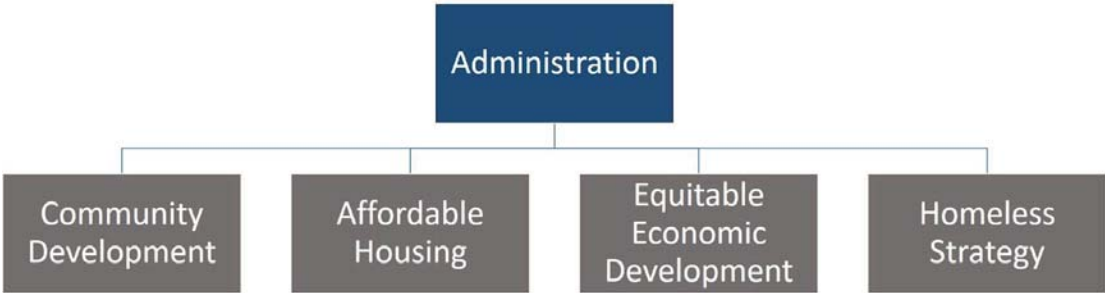 Administration
Community
Development
Affordable
Housing
Equitable
Economic
Development
Homeless
Strategy